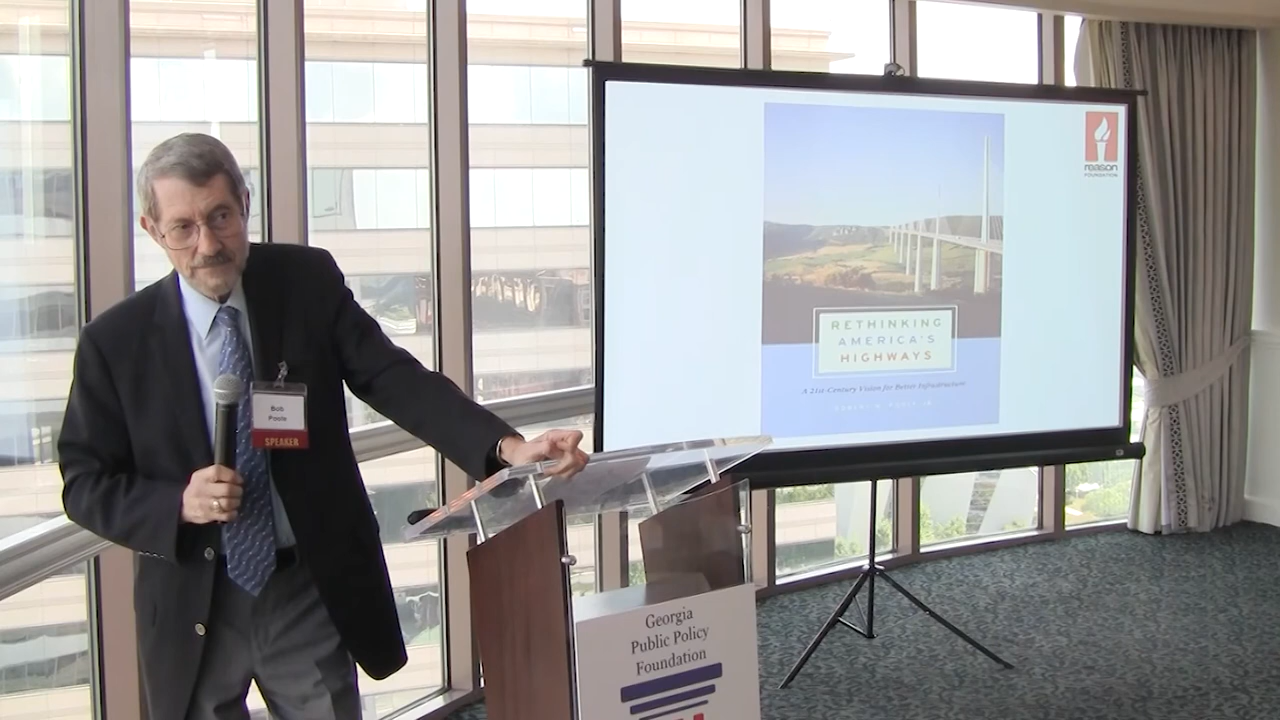 Bob
Poole
SPEAKER
RETHINKING
AMERICA'S
HIGHWAYS
A 21st-Century Vision for Better Infrastructure
reason
FOUNDATION
Georgia
Public Policy
Foundation